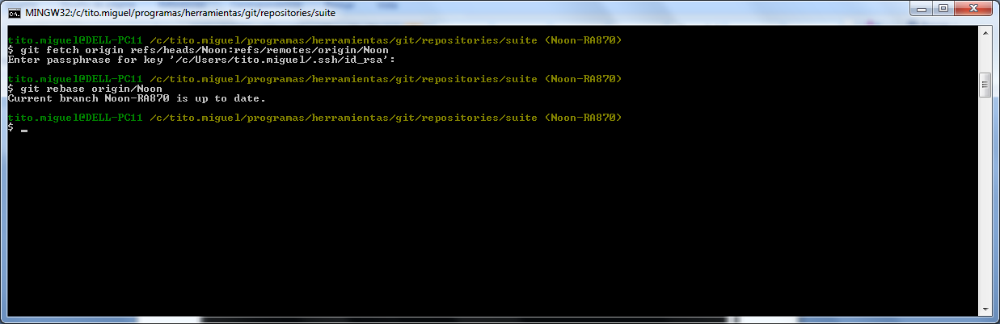 MINGW32:/c/tito.miguel/programas/herramientas/git/repositories/suite
tito.miguel@DELL-PC11 /c/tito.miguel/programas/herramientas/git/repositories/suite (Noon-RA870)
$ git fetch origin refs/heads/Noon:refs/remotes/origin/Noon
Enter passphrase for key '/c/Users/tito.miguel/.ssh/id_rsa':
tito.miguel@DELL-PC11 /c/tito.miguel/programas/herramientas/git/repositories/suite (Noon-RA870)
$ git rebase origin/Noon
Current branch Noon-RA870 is up to date.
tito.miguel@DELL-PC11 /c/tito.miguel/programas/herramientas/git/repositories/suite (Noon-RA870)
$ _